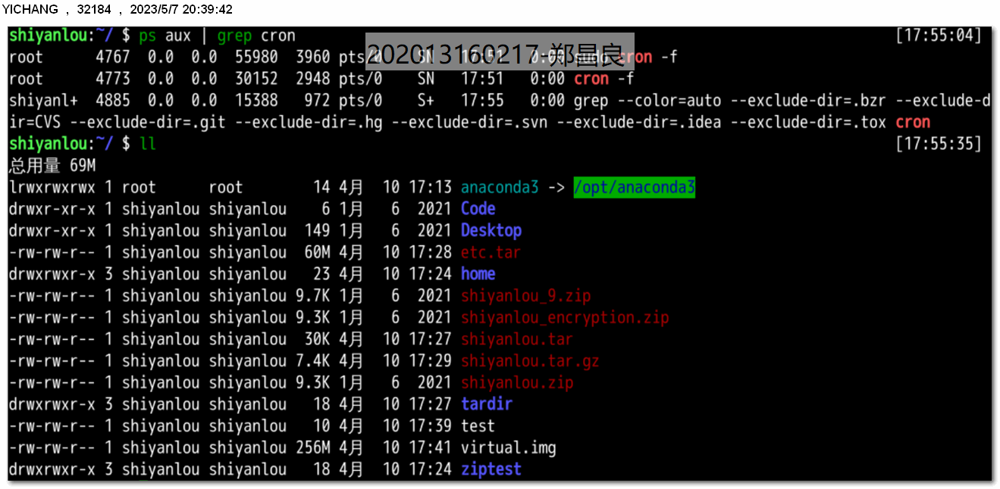 YICHANG , 32184 , 2023/5/7 20:39:42
shiyanlou:~/ $ ps aux | grep cron [17:55:04]
202013160217-郑昌良
root 4767 0.0 0.0 55980 3960 pts/0 SN 17:51 0:00 sudo cron -f
root 4773 0.0 0.0 30152 2948 pts/0 SN 17:51 0:00 cron -f
shiyanl+ 4885 0.0 0.0 15388 972 pts/0 S+ 17:55 0:00 grep --color=auto --exclude-dir=.bzr --exclude-d
ir=CVS --exclude-dir=.git --exclude-dir=.hg --exclude-dir=.svn --exclude-dir=.idea --exclude-dir=.tox cron
shiyanlou:~/ $ ll [17:55:35]
总用量 69M
lrwxrwxrwx 1 root root 14 4月 10 17:13 anaconda3 -> /opt/anaconda3
drwxr-xr-x 1 shiyanlou shiyanlou 6 1月 6 2021 Code
drwxr-xr-x 1 shiyanlou shiyanlou 149 1月 6 2021 Desktop
-rw-rw-r-- 1 shiyanlou shiyanlou 60M 4月 10 17:28 etc.tar
drwxrwxr-x 3 shiyanlou shiyanlou 23 4月 10 17:24 home
-rw-rw-r-- 1 shiyanlou shiyanlou 9.7K 1月 6 2021 shiyanlou_9.zip
-rw-rw-r-- 1 shiyanlou shiyanlou 9.3K 1月 6 2021 shiyanlou_encryption.zip
-rw-rw-r-- 1 shiyanlou shiyanlou 30K 4月 10 17:27 shiyanlou.tar
-rw-rw-r-- 1 shiyanlou shiyanlou 7.4K 4月 10 17:29 shiyanlou.tar.gz
-rw-rw-r-- 1 shiyanlou shiyanlou 9.3K 1月 6 2021 shiyanlou.zip
drwxrwxr-x 3 shiyanlou shiyanlou 18 4月 10 17:27 tardir
-rw-rw-r-- 1 shiyanlou shiyanlou 10 4月 10 17:39 test
-rw-rw-r-- 1 shiyanlou shiyanlou 256M 4月 10 17:41 virtual.img
drwxrwxr-x 3 shiyanlou shiyanlou 18 4月 10 17:24 ziptest